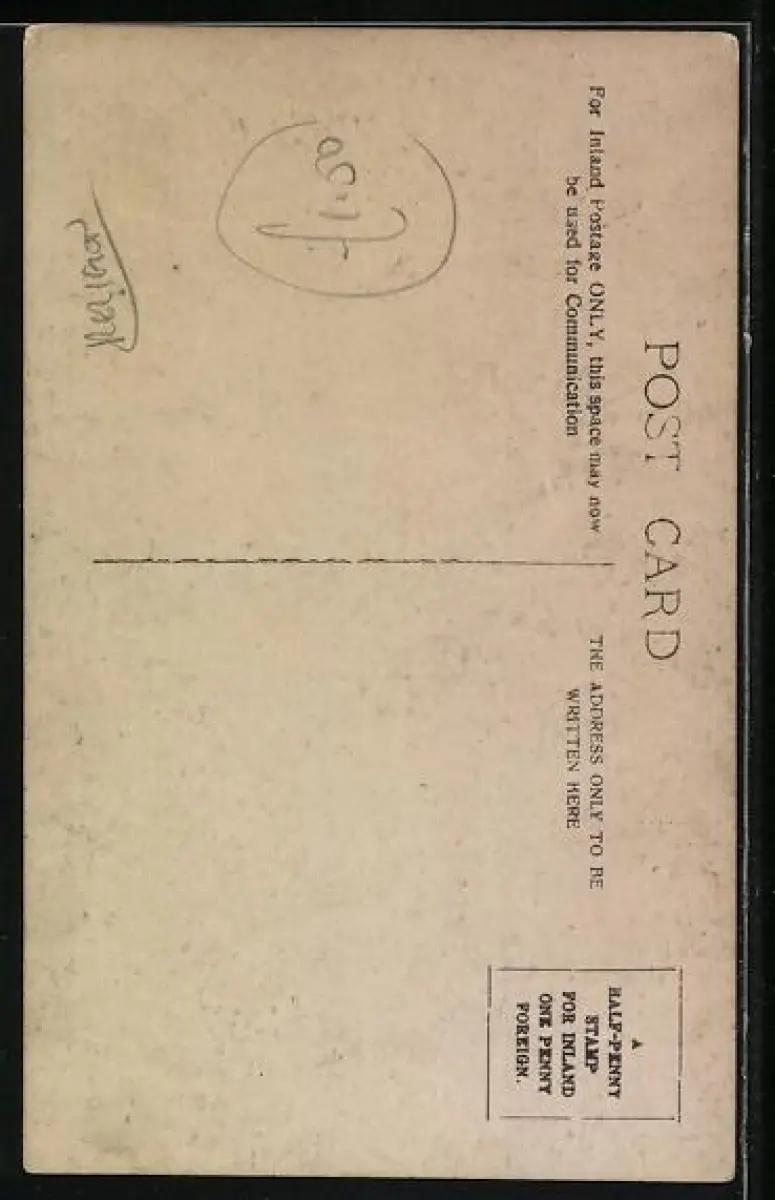 POST CARD
For Inland Postage ONLY, this space may now
be used for Communication
THE ADDRESS ONLY TO BE
WRITTEN HERE
A
HALF-PENNY
STAMP
FOR INLAND
ONE PENNY
FOREIGN.